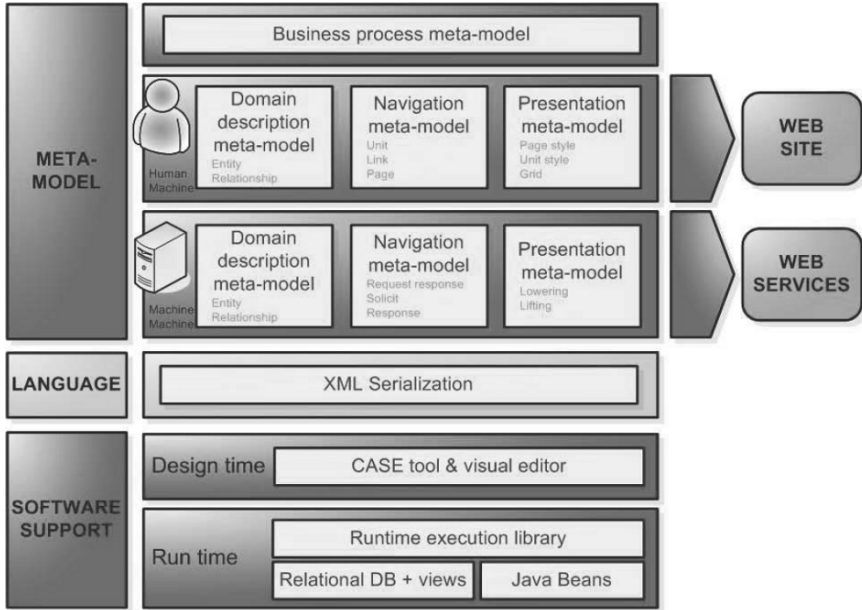 Business process meta-model
META-
MODEL
Human
Machine
Domain
description
meta-model
Entity
Relationship
Navigation
meta-model
Unit
Link
Page
Presentation
meta-model
Page style
Unit style
Grid
WEB
SITE
Machine
Machine
Domain
description
meta-model
Entity
Relationship
Navigation
meta-model
Request response
Solicit
Response
Presentation
meta-model
Lowering
Lifting
WEB
SERVICES
LANGUAGE
XML Serialization
SOFTWARE
SUPPORT
Design time
CASE tool & visual editor
Run time
Runtime execution library
Relational DB + views
Java Beans